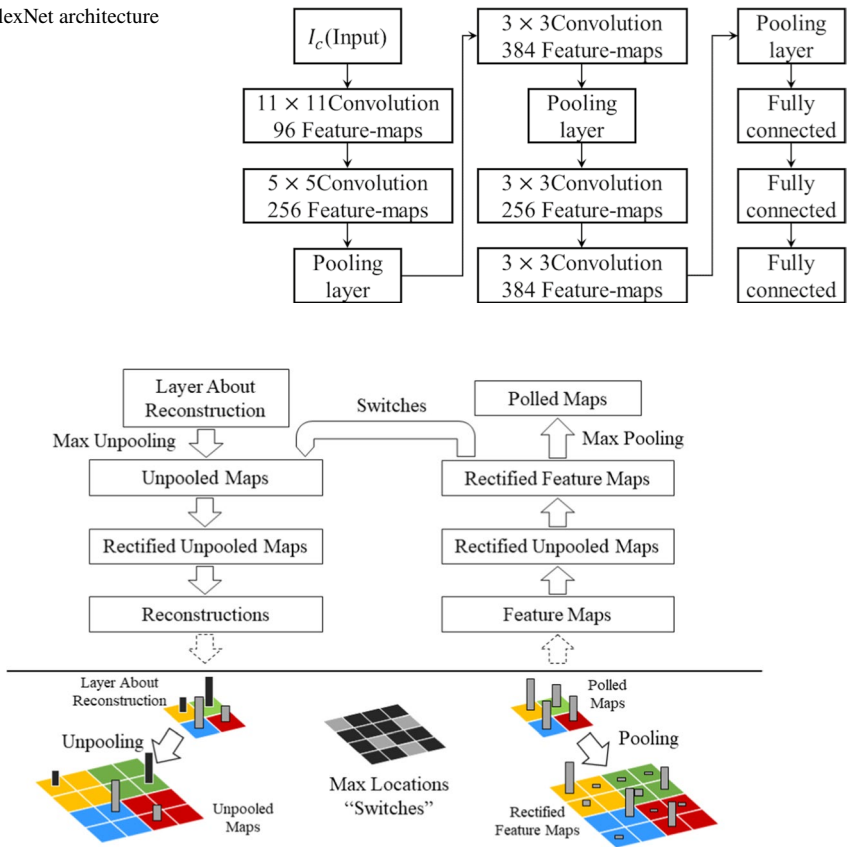 lexNet architecture
I_c(Input)
11 × 11Convolution
96 Feature-maps
5 × 5Convolution
256 Feature-maps
Pooling
layer
3 × 3Convolution
384 Feature-maps
Pooling
layer
3 × 3Convolution
256 Feature-maps
3 × 3Convolution
384 Feature-maps
Pooling
layer
Fully
connected
Fully
connected
Fully
connected
Layer About
Reconstruction
Switches
Polled Maps
Max Unpooling
Max Pooling
Unpooled Maps
Rectified Feature Maps
Rectified Unpooled Maps
Rectified Unpooled Maps
Reconstructions
Feature Maps
Layer About
Reconstruction
Unpooling
Unpooled
Maps
Max Locations
“Switches”
Polled
Maps
Pooling
Rectified
Feature Maps